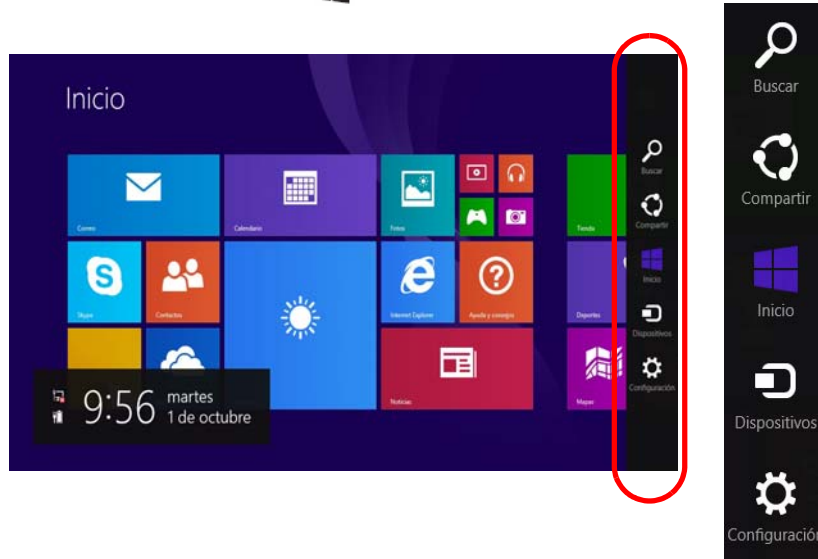 Inicio
Correo
Calendario
Fotos
Tienda
Skype
Contactos
Internet Explorer
Ayuda y consejos
Deportes
Noticias
Mapas
9:56
martes
1 de octubre
Buscar
Compartir
Inicio
Dispositivos
Configuración
Buscar
Compartir
Inicio
Dispositivos
Configuración